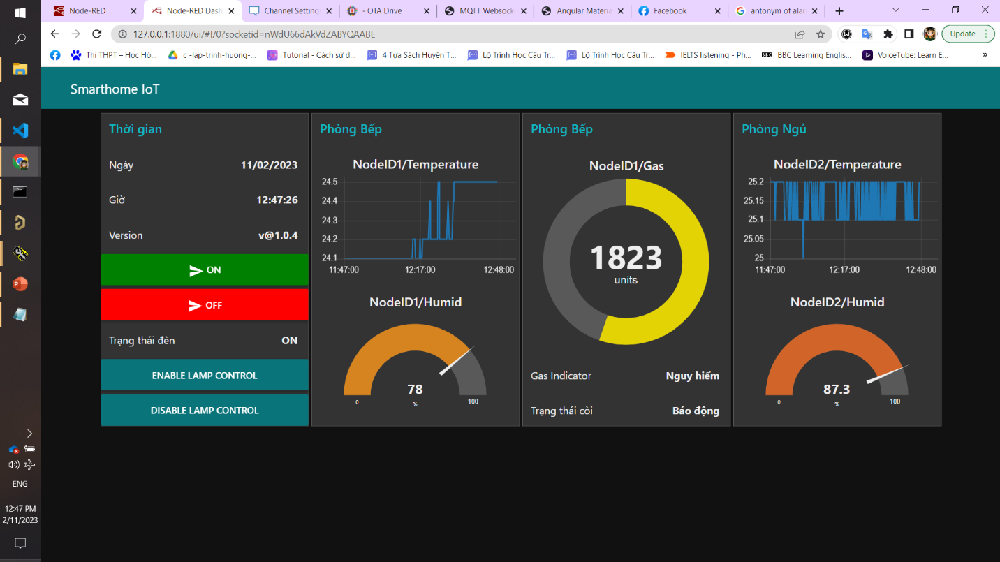 Node-RED
Node-RED Dash
Channel Setting
- OTA Drive
MQTT Websock
Angular Materia
Facebook
antonym of alar
127.0.0.1:1880/ui/#!/0?socketid=nWdU66dAkVdZABYQAABE
Update
Thi THPT – Học Hó...
c -lap-trinh-huong-...
Tutorial - Cách sử d...
4 Tựa Sách Huyền T...
Lộ Trình Học Cấu Tr...
Lộ Trình Học Cấu Tr...
IELTS listening - Ph...
BBC
BBC Learning Englis...
VoiceTube: Learn E...
»
Smarthome IoT
Thời gian
Ngày 11/02/2023
Giờ 12:47:26
Version v@1.0.4
ON
OFF
Trạng thái đèn ON
ENABLE LAMP CONTROL
DISABLE LAMP CONTROL
Phòng Bếp
NodeID1/Temperature
24.5
24.4
24.3
24.2
24.1
11:47:00 12:17:00 12:48:00
NodeID1/Humid
78
%
0 100
Phòng Bếp
NodeID1/Gas
1823
units
Gas Indicator Nguy hiểm
Trạng thái còi Báo động
Phòng Ngủ
NodeID2/Temperature
25.2
25.15
25.1
25.05
25
11:47:00 12:17:00 12:48:00
NodeID2/Humid
87.3
%
0 100
ENG
12:47 PM
2/11/2023